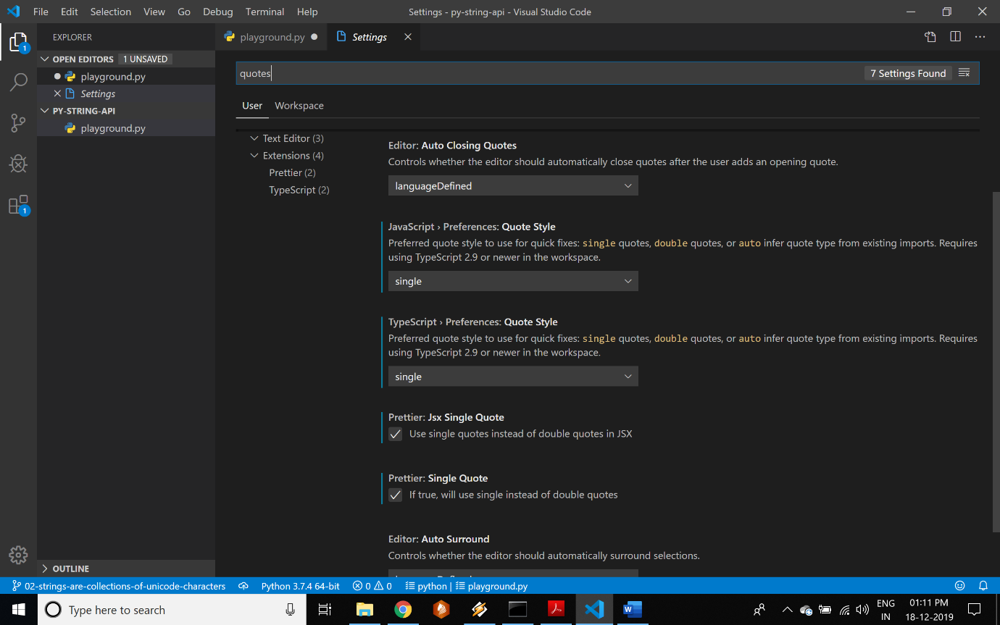 File Edit Selection View Go Debug Terminal Help
Settings - py-string-api - Visual Studio Code
EXPLORER
OPEN EDITORS 1 UNSAVED
playground.py
Settings
PY-STRING-API
playground.py
OUTLINE
1
1
playground.py
Settings
quotes
7 Settings Found
User Workspace
Text Editor (3)
Extensions (4)
Prettier (2)
TypeScript (2)
Editor: Auto Closing Quotes
Controls whether the editor should automatically close quotes after the user adds an opening quote.
languageDefined
JavaScript › Preferences: Quote Style
Preferred quote style to use for quick fixes: single quotes, double quotes, or auto infer quote type from existing imports. Requires
using TypeScript 2.9 or newer in the workspace.
single
TypeScript › Preferences: Quote Style
Preferred quote style to use for quick fixes: single quotes, double quotes, or auto infer quote type from existing imports. Requires
using TypeScript 2.9 or newer in the workspace.
single
Prettier: Jsx Single Quote
Use single quotes instead of double quotes in JSX
Prettier: Single Quote
If true, will use single instead of double quotes
Editor: Auto Surround
Controls whether the editor should automatically surround selections.
02-strings-are-collections-of-unicode-characters Python 3.7.4 64-bit 0 0 python | playground.py
Type here to search
W
ENG
IN
01:11 PM
18-12-2019